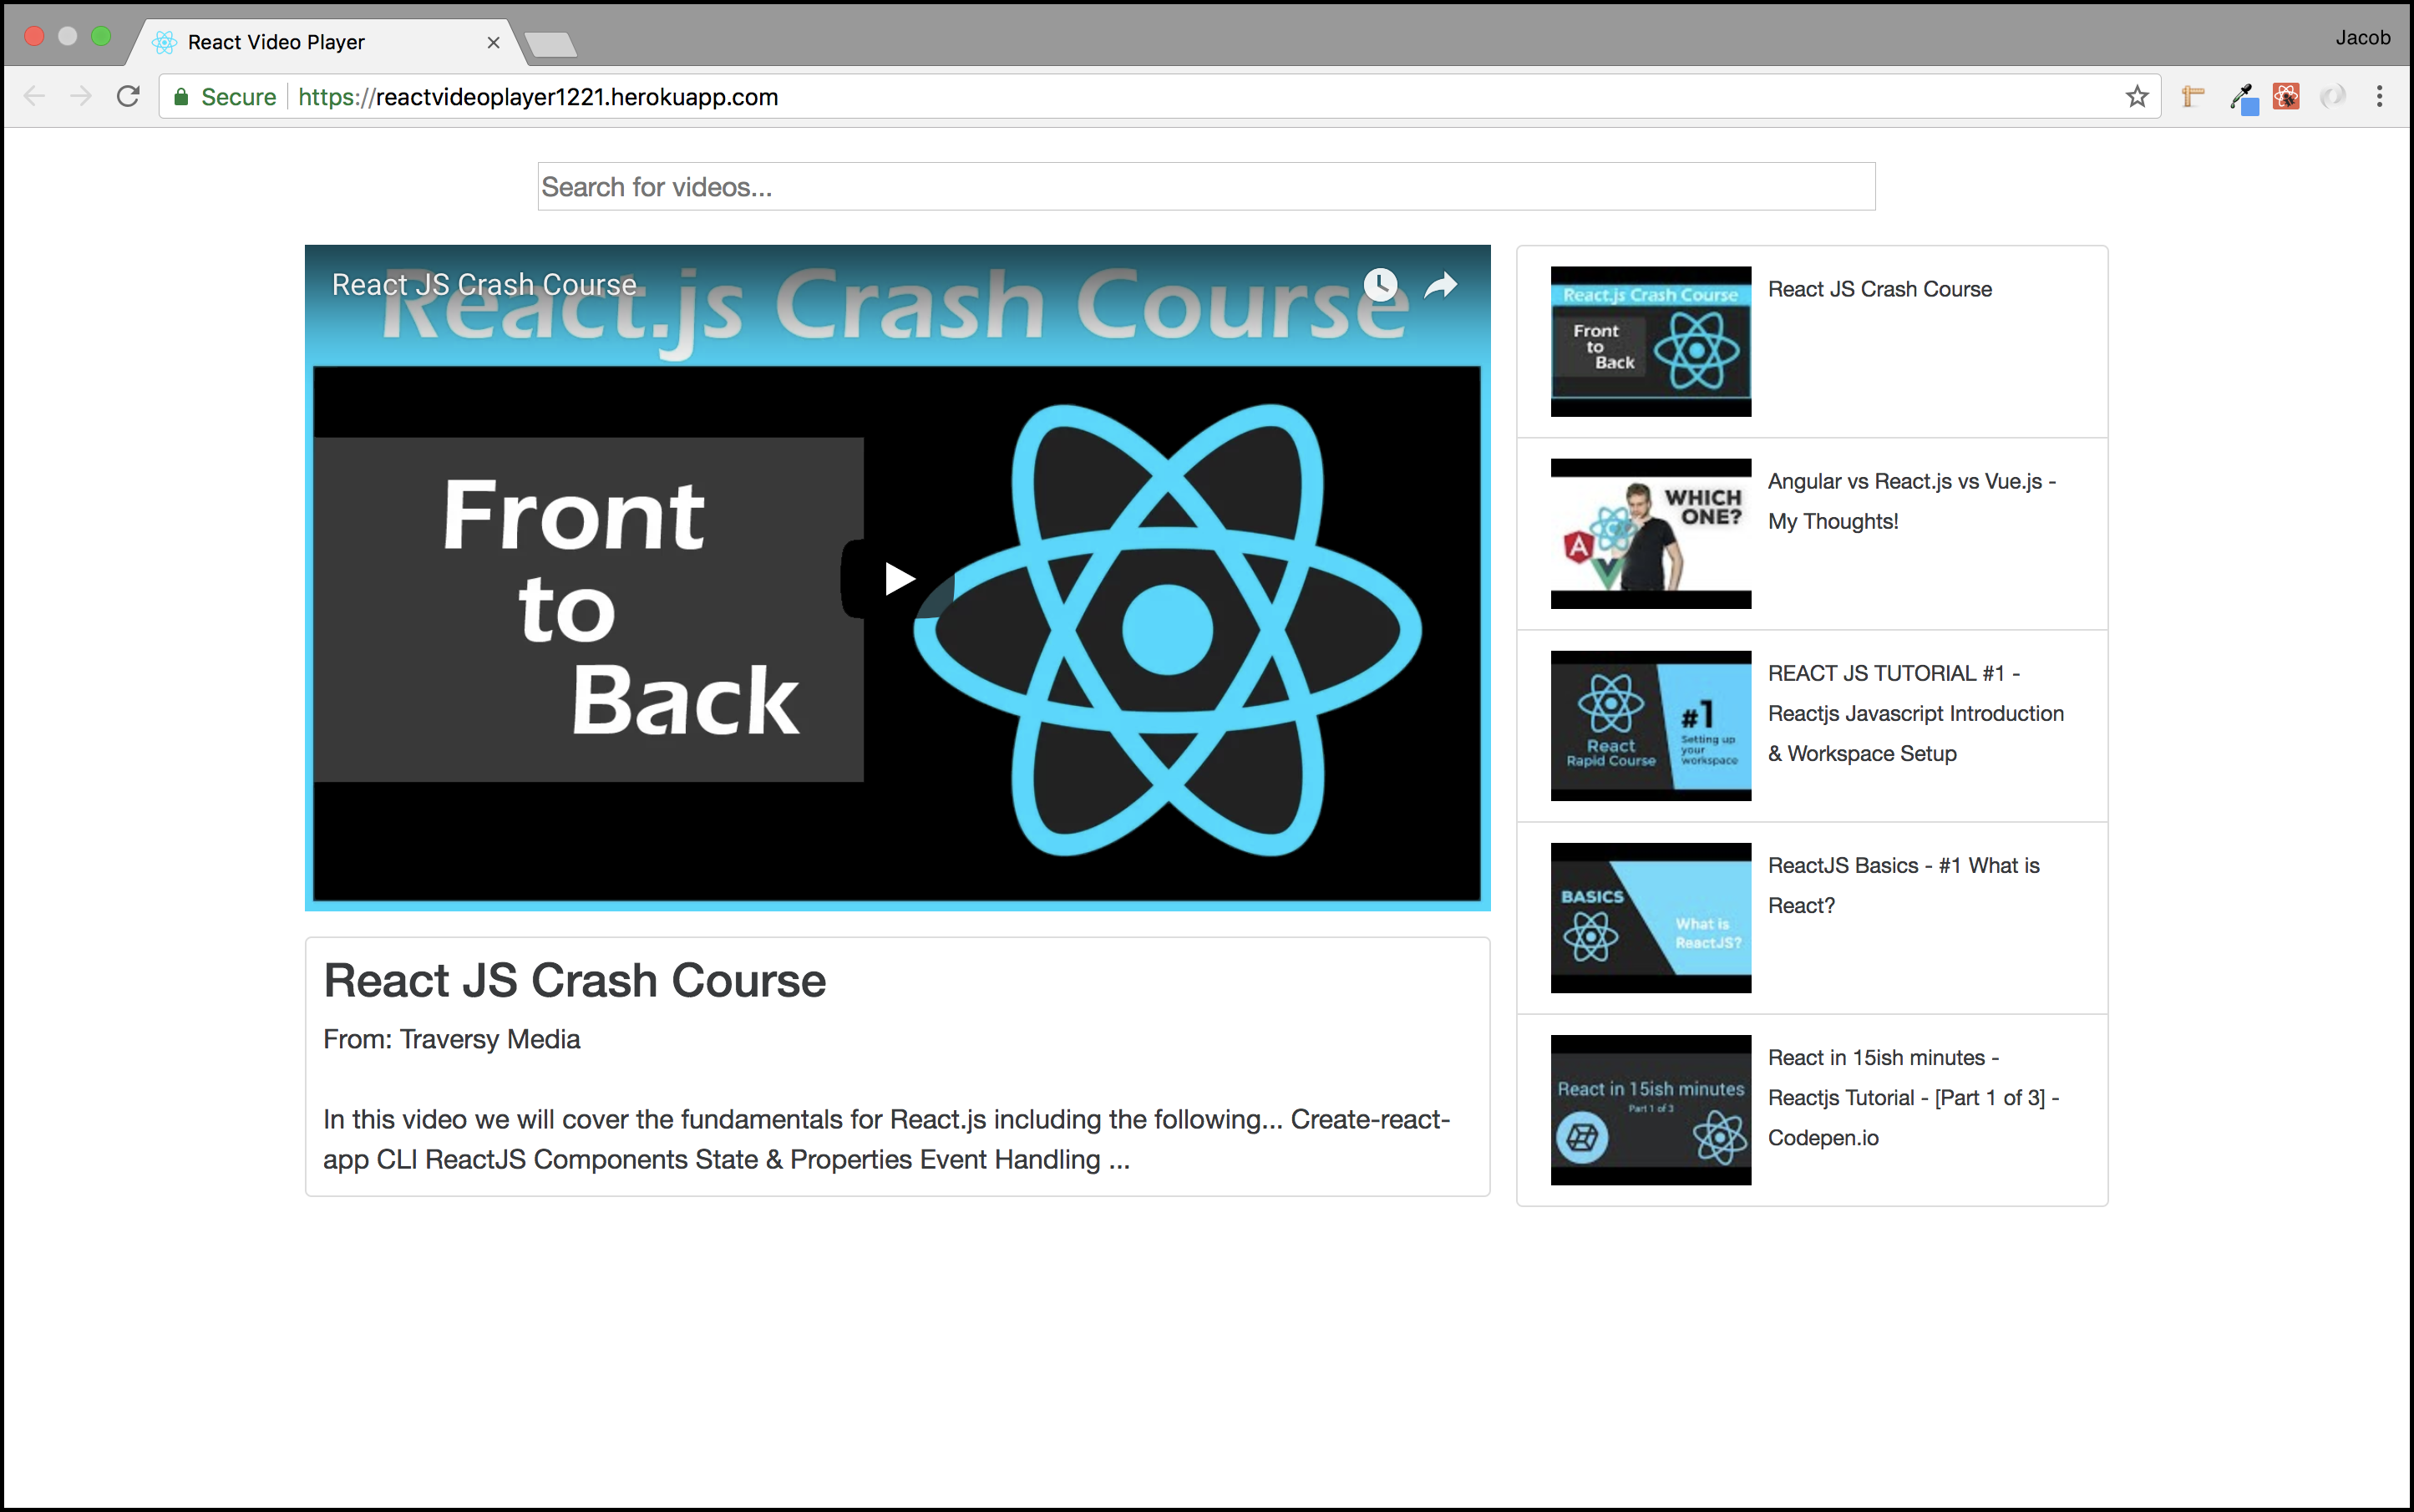 React Video Player
Jacob
Secure
https://reactvideoplayer1221.herokuapp.com
Search for videos...
React JS Crash Course
React.js Crash Course
Front
to
Back
React JS Crash Course
From: Traversy Media
In this video we will cover the fundamentals for React.js including the following... Create-react-
app CLI ReactJS Components State & Properties Event Handling ...
React.js Crash Course
Front
to
Back
React JS Crash Course
WHICH
ONE?
A
Angular vs React.js vs Vue.js -
My Thoughts!
React
Rapid Course
#1
Setting up
your
workspace
REACT JS TUTORIAL #1 -
Reactjs Javascript Introduction
& Workspace Setup
BASICS
What is
ReactJS?
ReactJS Basics - #1 What is
React?
React in 15ish minutes
Part 1 of 3
React in 15ish minutes -
Reactjs Tutorial - [Part 1 of 3] -
Codepen.io